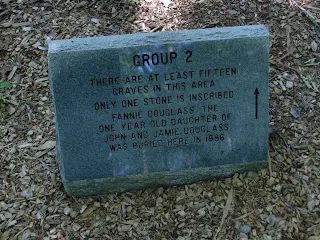 GROUP 2
THERE ARE AT LEAST FIFTEEN
GRAVES IN THIS AREA
ONLY ONE STONE IS INSCRIBED
FANNIE DOUGLASS, THE
ONE YEAR OLD DAUGHTER OF
JOHN AND JAMIE DOUGLASS
WAS BURIED HERE IN 1896